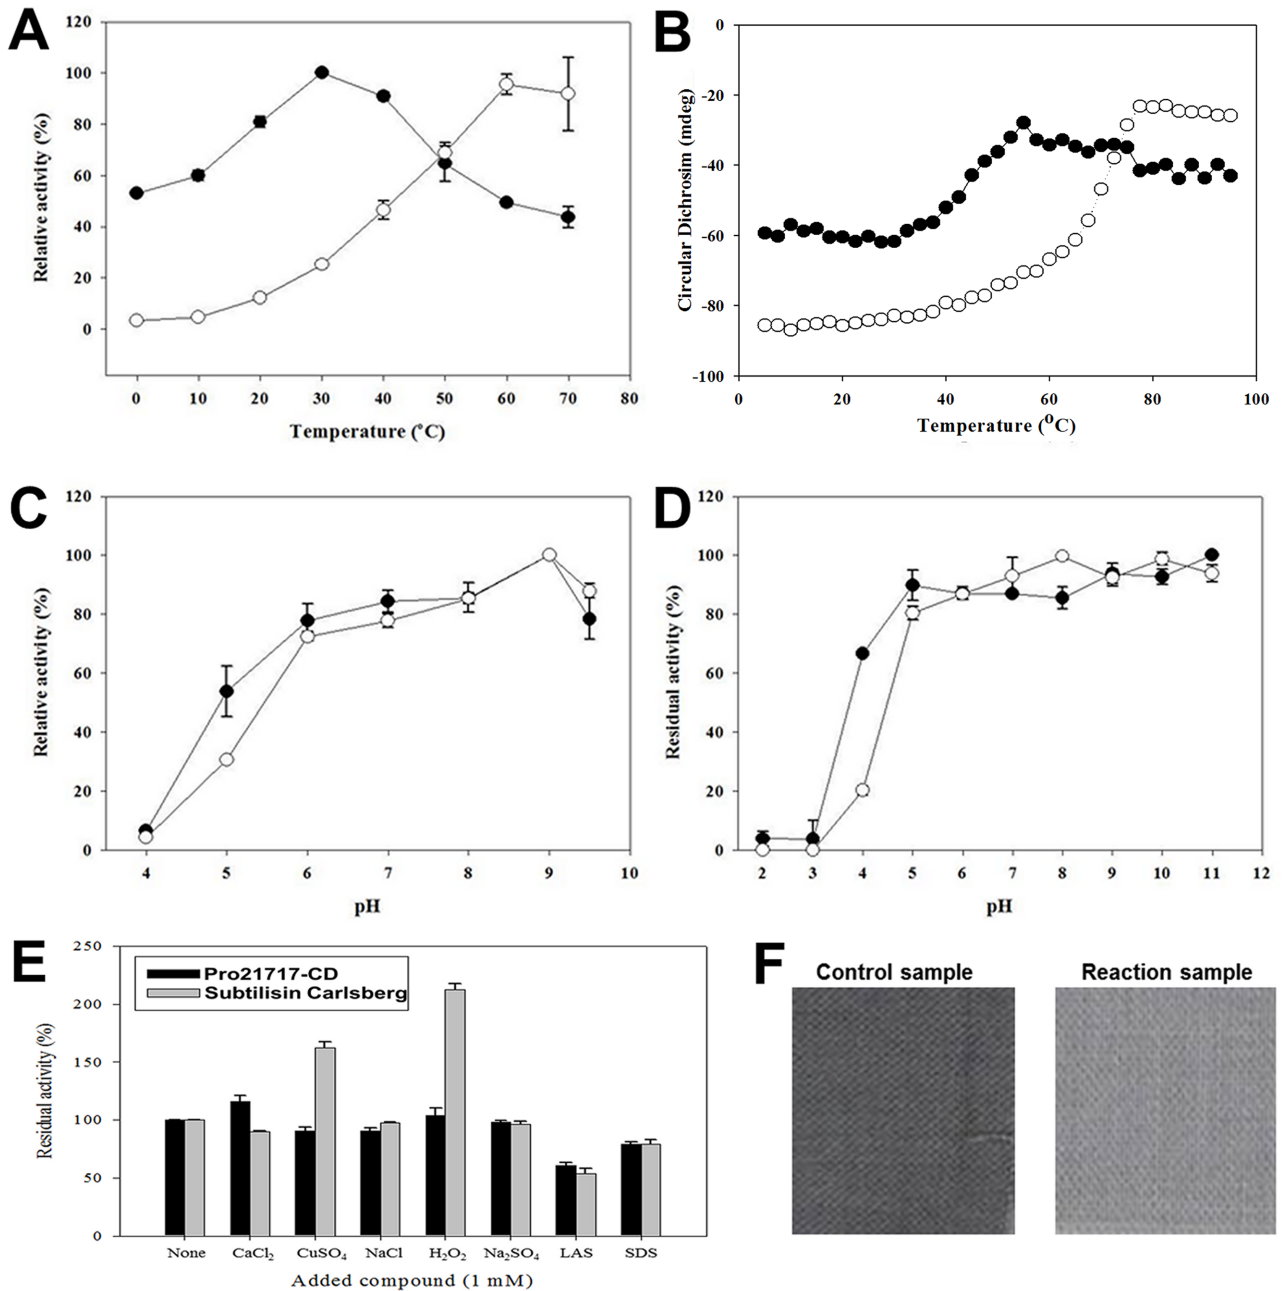 A
120
100
80
60
40
20
0
Relative activity (%)
0 10 20 30 40 50 60 70 80
Temperature (°C)
B
0
-20
-40
-60
-80
-100
Circular Dichrosim (mdeg)
0 20 40 60 80 100
Temperature (°C)
C
120
100
80
60
40
20
0
Relative activity (%)
4 5 6 7 8 9 10
pH
D
120
100
80
60
40
20
0
Residual activity (%)
2 3 4 5 6 7 8 9 10 11 12
pH
E
250
200
150
100
50
0
Residual activity (%)
Pro21717-CD
Subtilisin Carlsberg
None CaCl₂ CuSO₄ NaCl H₂O₂ Na₂SO₄ LAS SDS
Added compound (1 mM)
F
Control sample Reaction sample